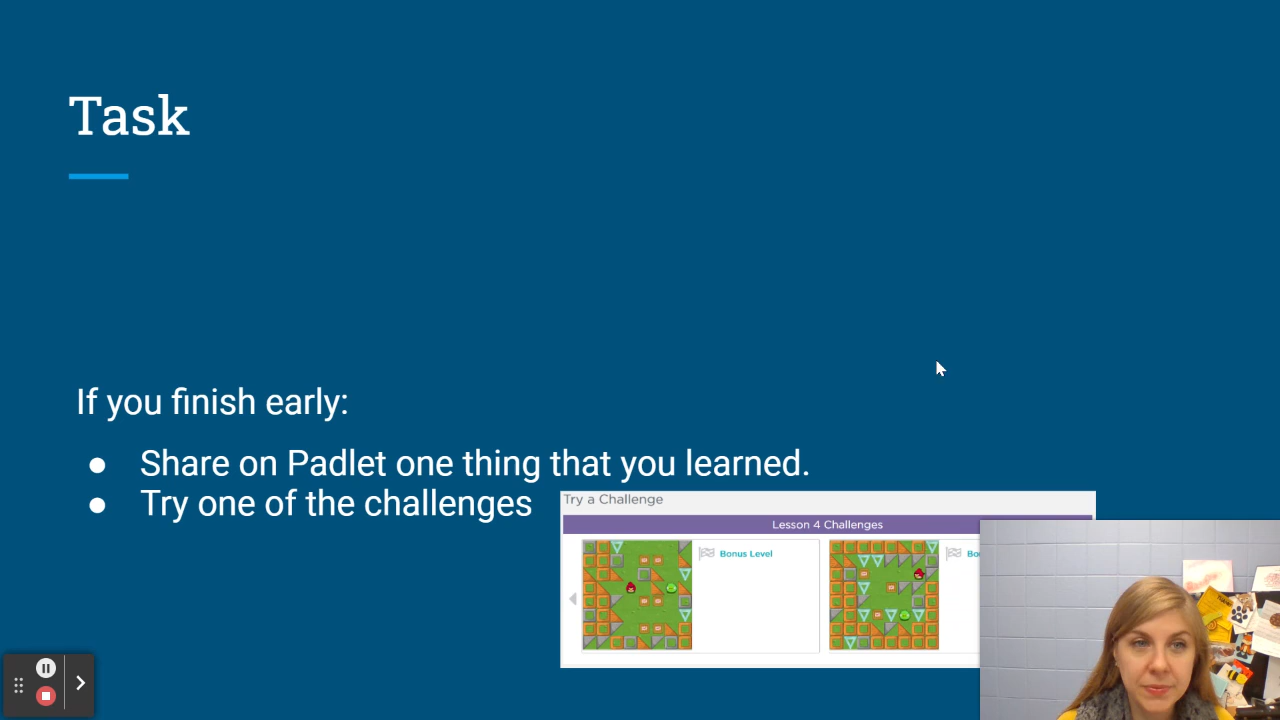 Task
If you finish early:
● Share on Padlet one thing that you learned.
● Try one of the challenges
Try a Challenge
Lesson 4 Challenges
Bonus Level
Bo